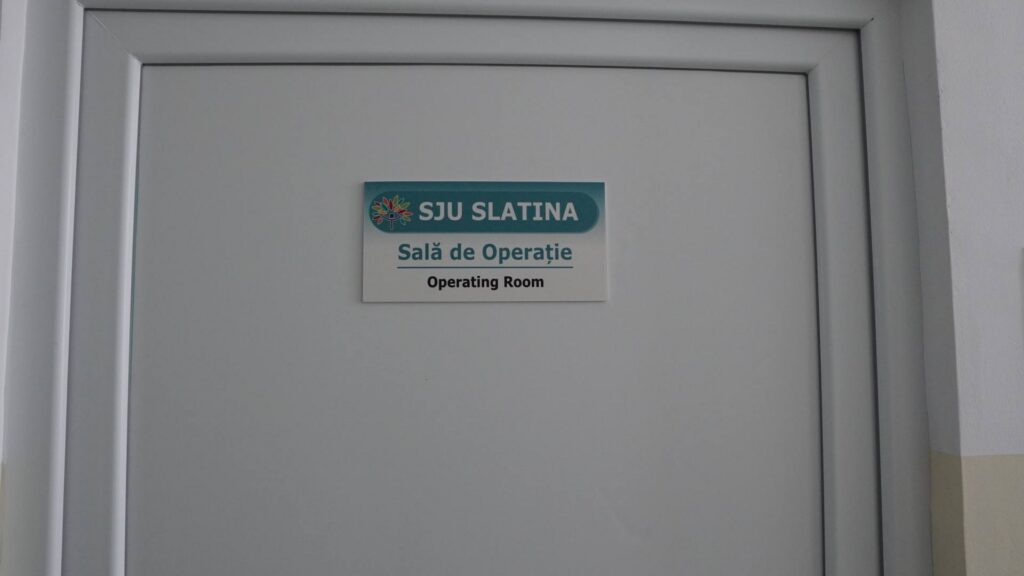 SJU SLATINA
Sală de Operație
Operating Room